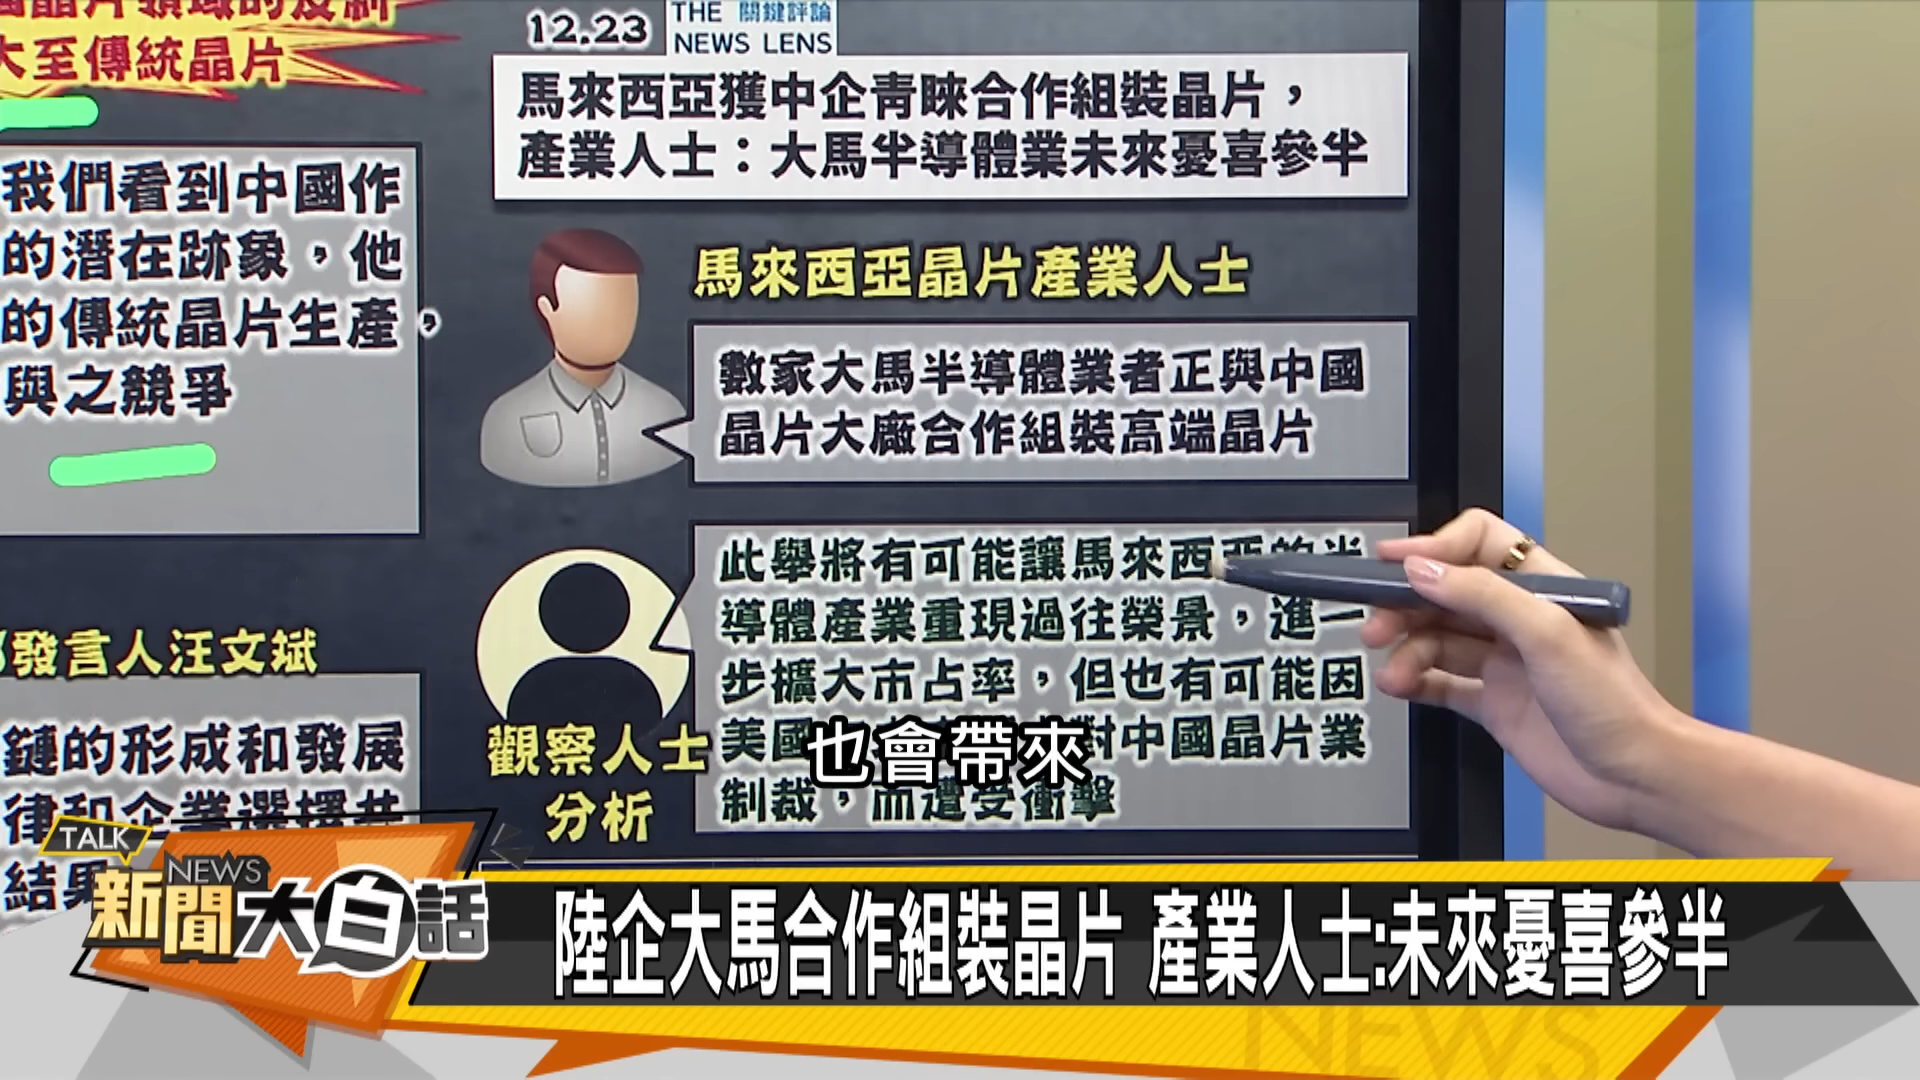 大至傳統晶片
我們看到中國作
的潛在跡象，他
的傳統晶片生產，
與之競爭
發言人汪文斌
鏈的形成和發展
12.23
THE 關鍵評論
NEWS LENS
馬來西亞獲中企青睞合作組裝晶片，
產業人士：大馬半導體業未來憂喜參半
馬來西亞晶片產業人士
數家大馬半導體業者正與中國
晶片大廠合作組裝高端晶片
觀察人士
分析
此舉將有可能讓馬來西
導體產業重現過往榮景，進一
步擴大市占率，但也有可能因
美國 對中國晶片業
制裁，而遭受衝擊
也會帶來
TALK
NEWS
新聞大白話
陸企大馬合作組裝晶片 產業人士:未來憂喜參半
NEWS